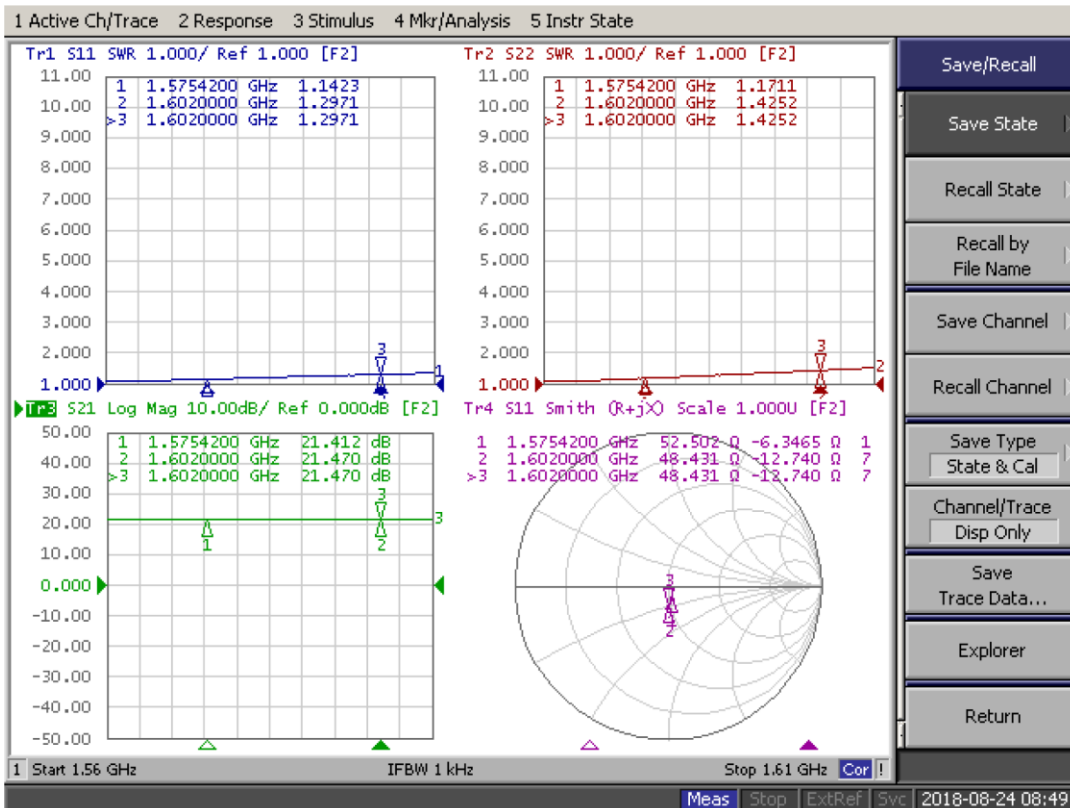 1 Active Ch/Trace 2 Response 3 Stimulus 4 Mkr/Analysis 5 Instr State
Tr1 S11 SWR 1.000/ Ref 1.000 [F2]
11.00
10.00
9.000
8.000
7.000
6.000
5.000
4.000
3.000
2.000
1.000
1 1.5754200 GHz 1.1423
2 1.6020000 GHz 1.2971
>3 1.6020000 GHz 1.2971
3
1
Tr2 S22 SWR 1.000/ Ref 1.000 [F2]
11.00
10.00
9.000
8.000
7.000
6.000
5.000
4.000
3.000
2.000
1.000
1 1.5754200 GHz 1.1711
2 1.6020000 GHz 1.4252
>3 1.6020000 GHz 1.4252
3
2
Tr3 S21 Log Mag 10.00dB/ Ref 0.000dB [F2]
50.00
40.00
30.00
20.00
10.00
0.000
-10.00
-20.00
-30.00
-40.00
-50.00
1 1.5754200 GHz 21.412 dB
2 1.6020000 GHz 21.470 dB
>3 1.6020000 GHz 21.470 dB
3
3
1
2
Tr4 S11 Smith (R+jX) Scale 1.000U [F2]
1 1.5754200 GHz 52.502 Ω -6.3465 Ω 1
2 1.6020000 GHz 48.431 Ω -12.740 Ω 7
>3 1.6020000 GHz 48.431 Ω -12.740 Ω 7
3
2
1 Start 1.56 GHz IFBW 1 kHz Stop 1.61 GHz Cor !
Save/Recall
Save State
Recall State
Recall by
File Name
Save Channel
Recall Channel
Save Type
State & Cal
Channel/Trace
Disp Only
Save
Trace Data...
Explorer
Return
Meas Stop ExtRef Svc 2018-08-24 08:49